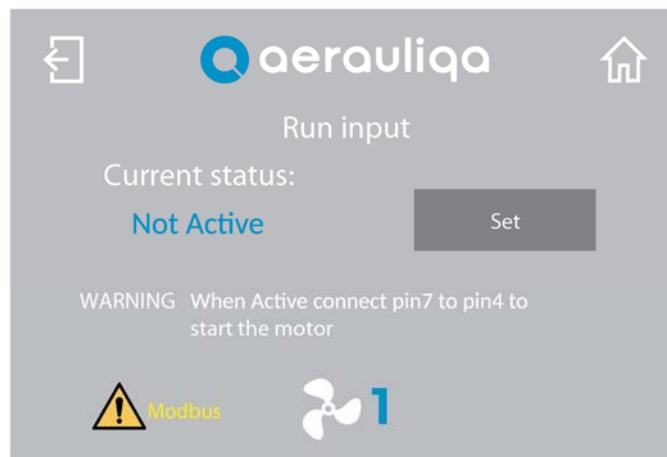 aerauliqa
Run input
Current status:
Not Active
Set
WARNING When Active connect pin7 to pin4 to
start the motor
Modbus
1